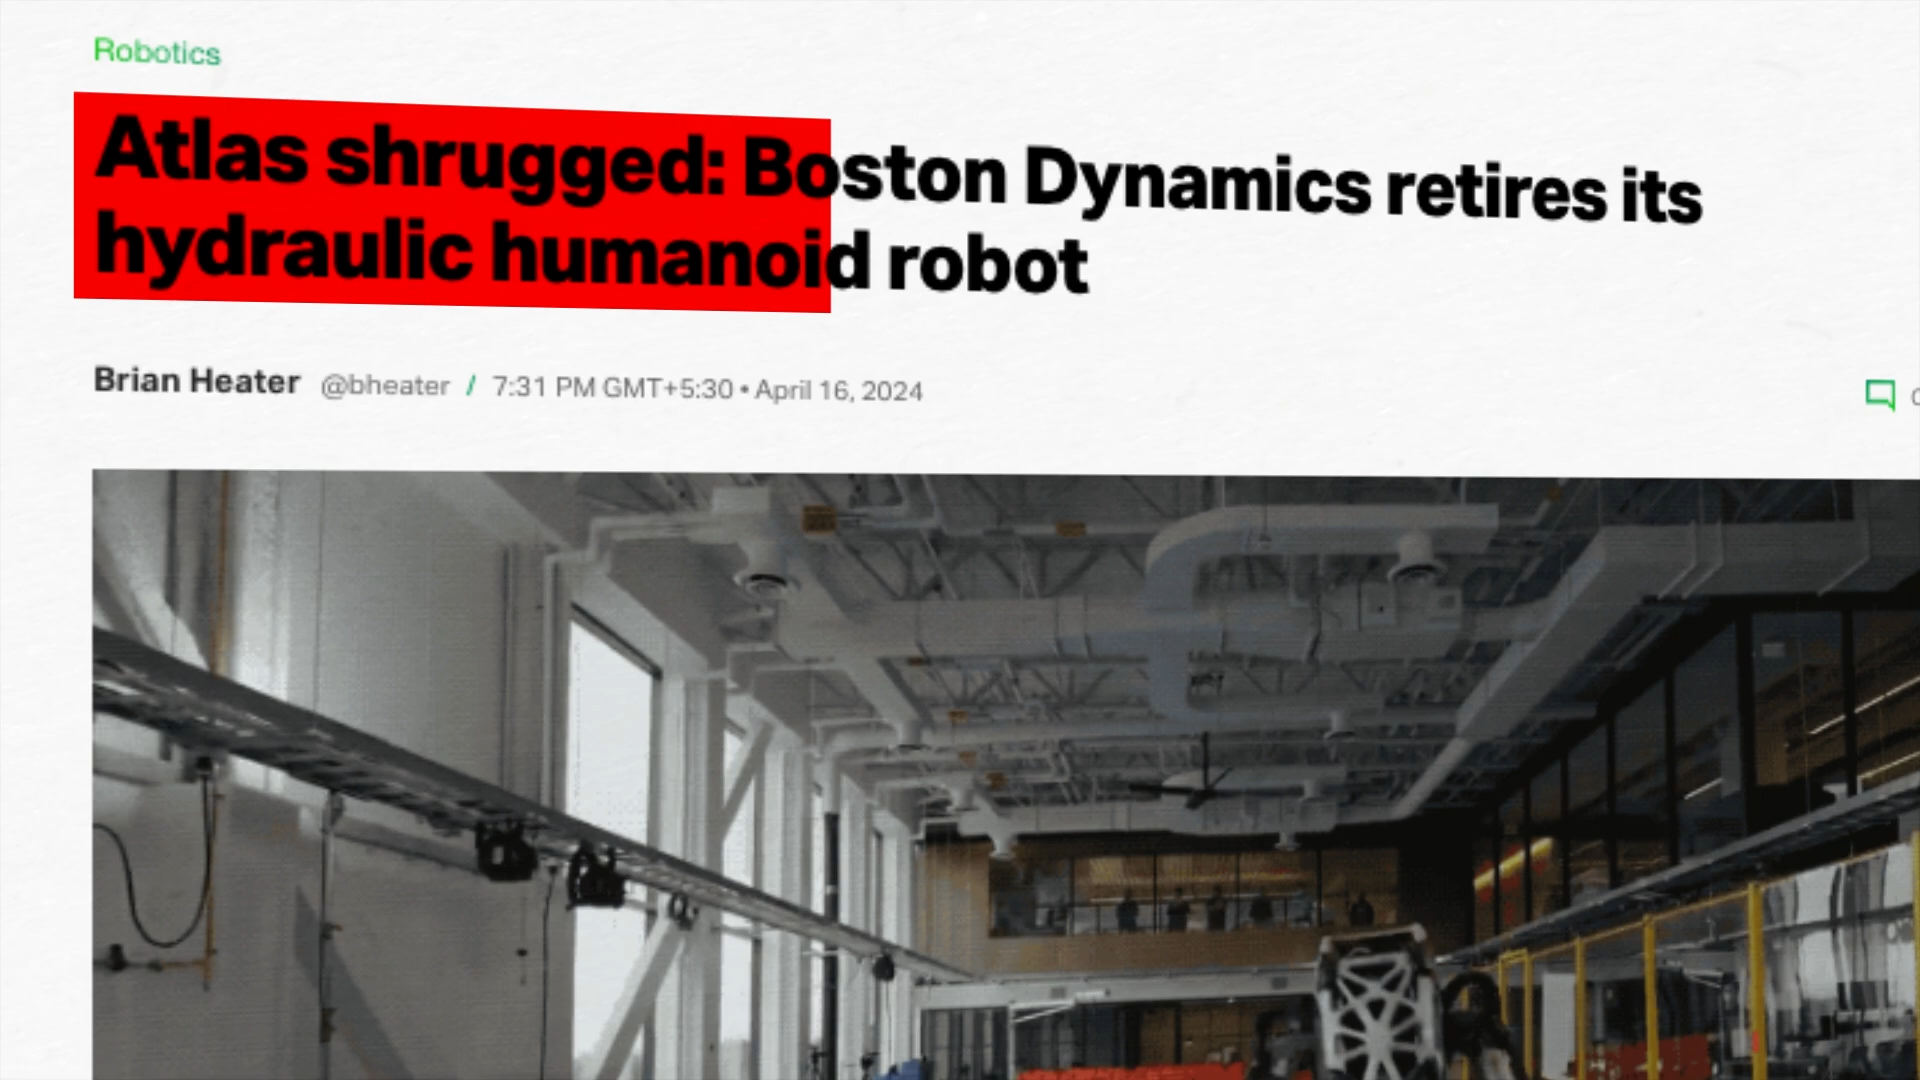 Robotics
Atlas shrugged: Boston Dynamics retires its
hydraulic humanoid robot
Brian Heater @bheater / 7:31 PM GMT+5:30 • April 16, 2024